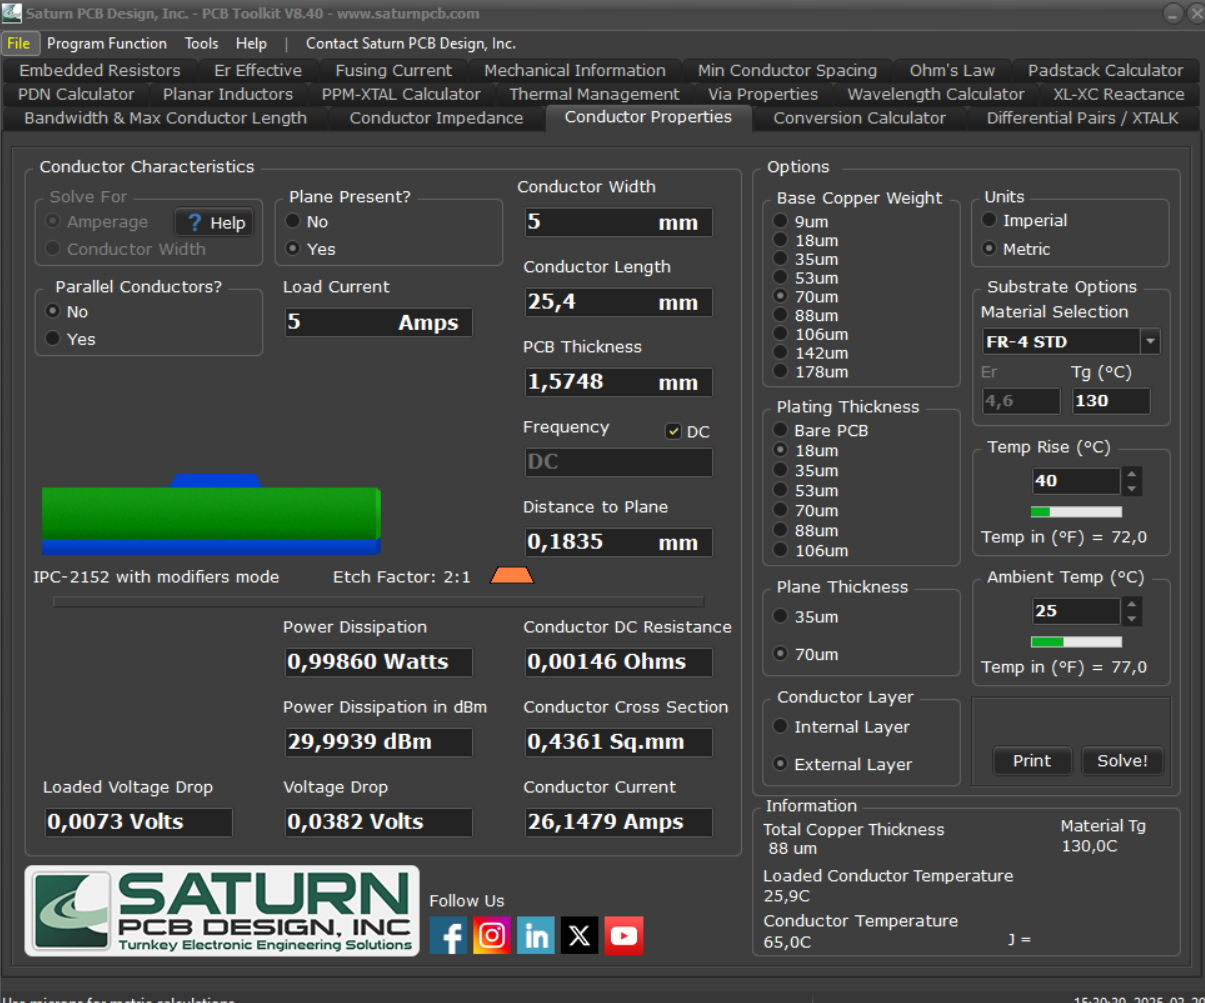 Saturn PCB Design, Inc. - PCB Toolkit V8.40 - www.saturnpcb.com
File Program Function Tools Help | Contact Saturn PCB Design, Inc.
Embedded Resistors Er Effective Fusing Current Mechanical Information Min Conductor Spacing Ohm's Law Padstack Calculator
PDN Calculator Planar Inductors PPM-XTAL Calculator Thermal Management Via Properties Wavelength Calculator XL-XC Reactance
Bandwidth & Max Conductor Length Conductor Impedance Conductor Properties Conversion Calculator Differential Pairs / XTALK
Conductor Characteristics
Solve For
Amperage
? Help
Conductor Width
Plane Present?
No
Yes
Parallel Conductors?
No
Yes
Load Current
5 Amps
Conductor Width
5 mm
Conductor Length
25,4 mm
PCB Thickness
1,5748 mm
Frequency
DC
DC
Distance to Plane
0,1835 mm
IPC-2152 with modifiers mode
Etch Factor: 2:1
Power Dissipation
0,99860 Watts
Conductor DC Resistance
0,00146 Ohms
Power Dissipation in dBm
29,9939 dBm
Conductor Cross Section
0,4361 Sq.mm
Loaded Voltage Drop
0,0073 Volts
Voltage Drop
0,0382 Volts
Conductor Current
26,1479 Amps
Options
Base Copper Weight
9um
18um
35um
53um
70um
88um
106um
142um
178um
Plating Thickness
Bare PCB
18um
35um
53um
70um
88um
106um
Plane Thickness
35um
70um
Conductor Layer
Internal Layer
External Layer
Units
Imperial
Metric
Substrate Options
Material Selection
FR-4 STD
Er Tg (°C)
4,6 130
Temp Rise (°C)
40
Temp in (°F) = 72,0
Ambient Temp (°C)
25
Temp in (°F) = 77,0
Print Solve!
Information
Total Copper Thickness
88 um
Material Tg
130,0C
Loaded Conductor Temperature
25,9C
Conductor Temperature
65,0C
J =
SATURN
PCB DESIGN, INC
Turnkey Electronic Engineering Solutions
Follow Us
f
in
X
Use microns for metric calculations